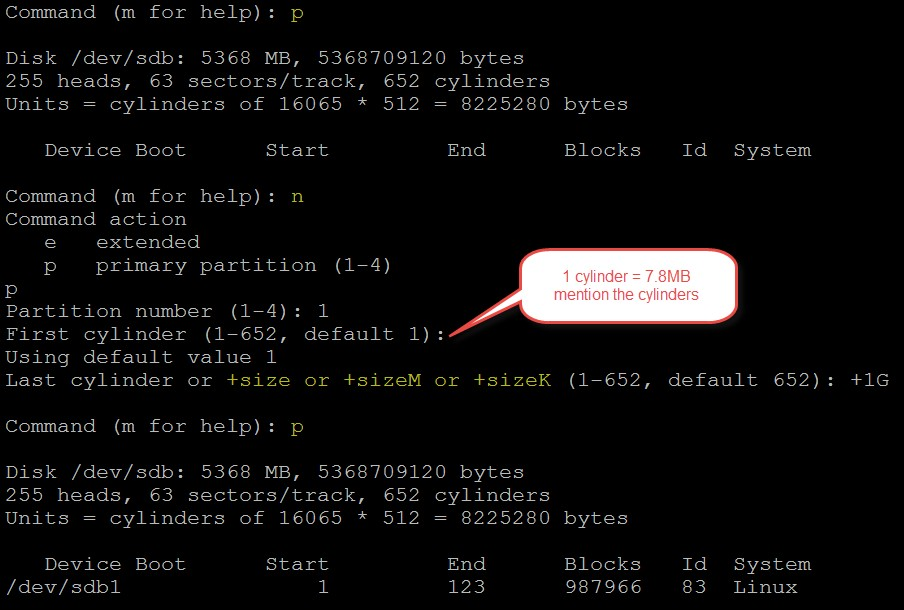 Command (m for help): p
Disk /dev/sdb: 5368 MB, 5368709120 bytes
255 heads, 63 sectors/track, 652 cylinders
Units = cylinders of 16065 * 512 = 8225280 bytes
Device Boot Start End Blocks Id System
Command (m for help): n
Command action
e extended
p primary partition (1-4)
p
Partition number (1-4): 1
First cylinder (1-652, default 1):
1 cylinder = 7.8MB
mention the cylinders
Using default value 1
Last cylinder or +size or +sizeM or +sizeK (1-652, default 652): +1G
Command (m for help): p
Disk /dev/sdb: 5368 MB, 5368709120 bytes
255 heads, 63 sectors/track, 652 cylinders
Units = cylinders of 16065 * 512 = 8225280 bytes
Device Boot Start End Blocks Id System
/dev/sdb1 1 123 987966 83 Linux